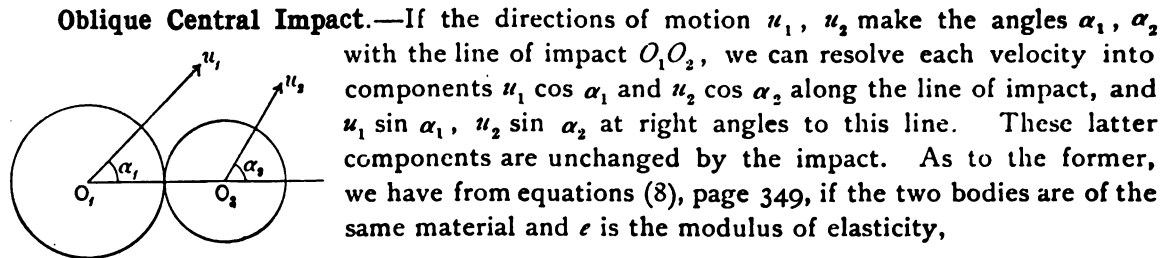 Oblique Central Impact.—If the directions of motion u₁, u₂ make the angles α₁, α₂
with the line of impact O₁O₂, we can resolve each velocity into
components u₁ cos α₁ and u₂ cos α₂ along the line of impact, and
u₁ sin α₁, u₂ sin α₂ at right angles to this line. These latter
components are unchanged by the impact. As to the former,
we have from equations (8), page 349, if the two bodies are of the
same material and e is the modulus of elasticity,
u₁
u₂
α₁
α₂
O₁
O₂